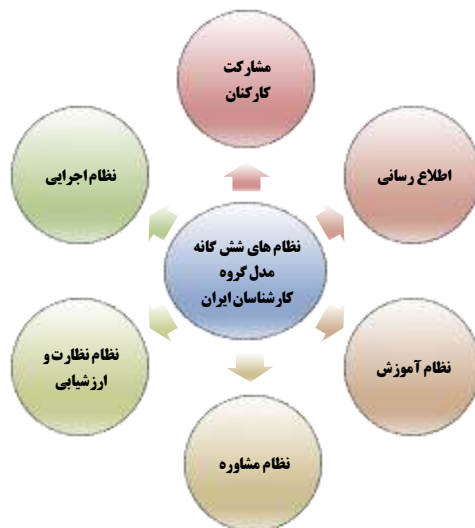 مشارکت
کارکنان
اطلاع رسانی
نظام اجرایی
نظام های شش گانه
مدل گروه
کارشناسان ایران
نظام آموزش
نظام نظارت و
ارزشیابی
نظام مشاوره